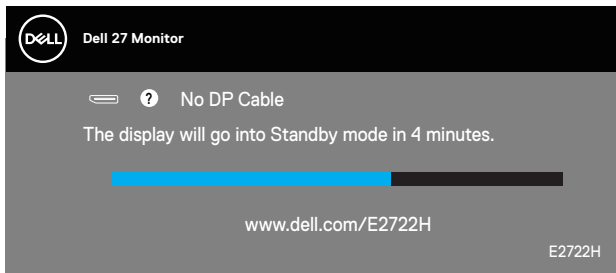 DELL
Dell 27 Monitor
? No DP Cable
The display will go into Standby mode in 4 minutes.
www.dell.com/E2722H
E2722H